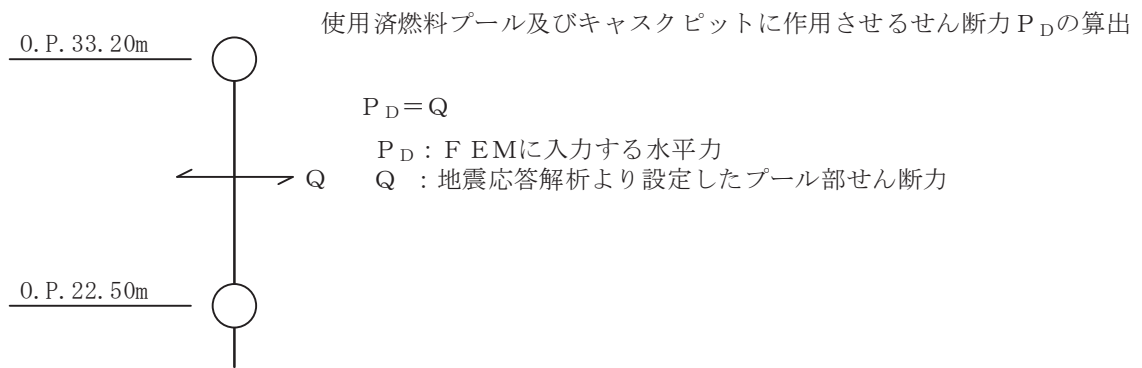 使用済燃料プール及びキャスクピットに作用させるせん断力ＰDの算出
O.P.33.20m
ＰD＝Ｑ
ＰD：ＦＥＭに入力する水平力
Ｑ
Ｑ ：地震応答解析より設定したプール部せん断力
O.P.22.50m